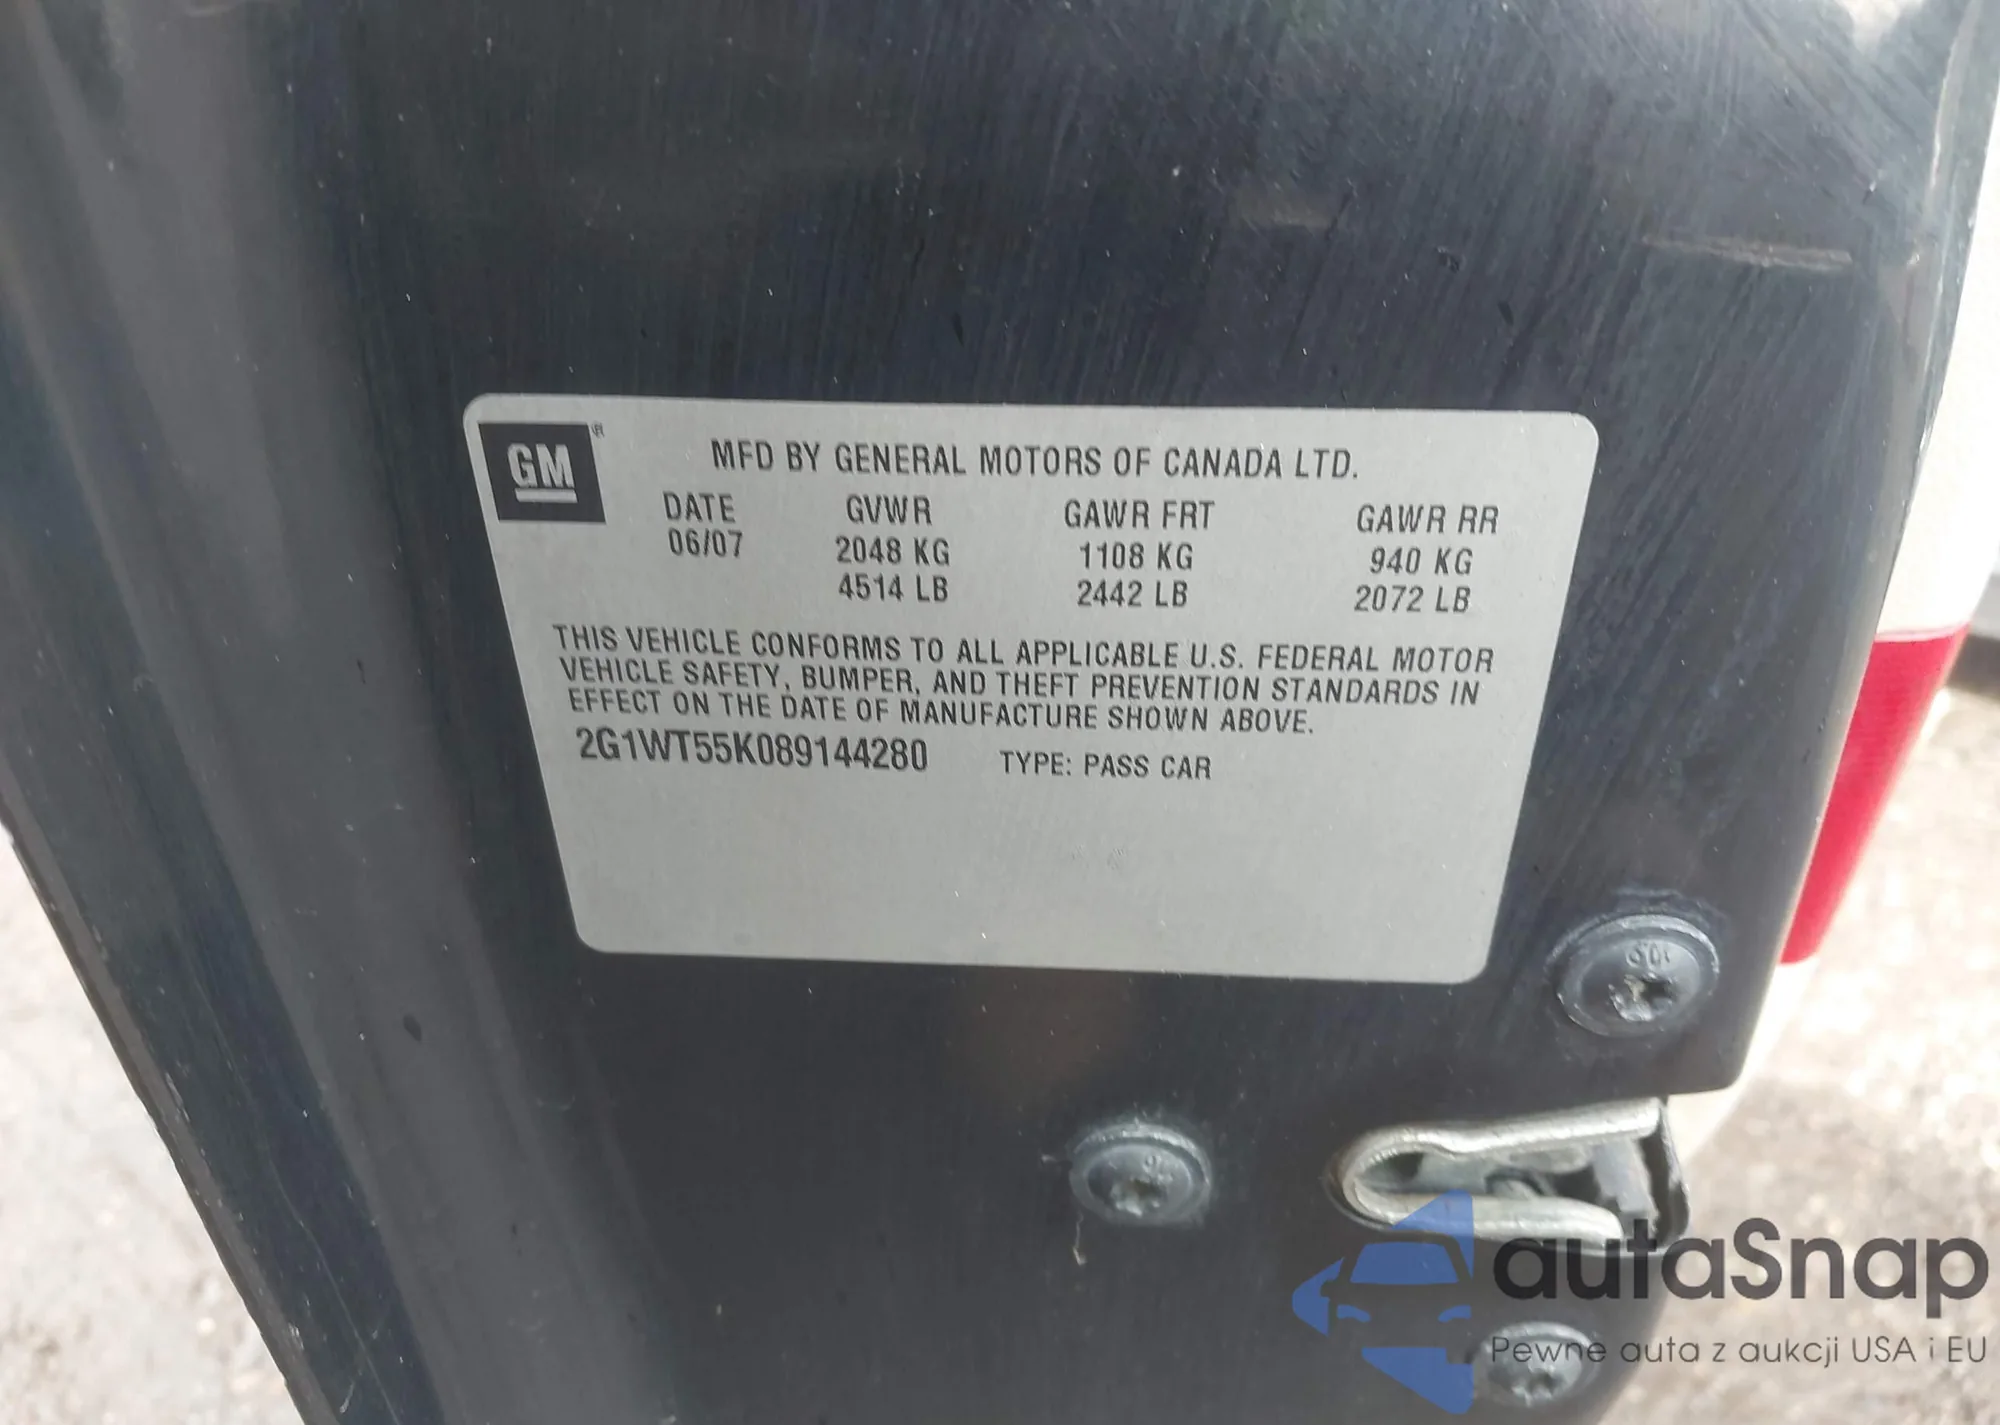 GM®
MFD BY GENERAL MOTORS OF CANADA LTD.
DATE GVWR GAWR FRT GAWR RR
06/07 2048 KG 1108 KG 940 KG
4514 LB 2442 LB 2072 LB
THIS VEHICLE CONFORMS TO ALL APPLICABLE U.S. FEDERAL MOTOR
VEHICLE SAFETY, BUMPER, AND THEFT PREVENTION STANDARDS IN
EFFECT ON THE DATE OF MANUFACTURE SHOWN ABOVE.
2G1WT55K089144280 TYPE: PASS CAR
autaSnap
Pewne auta z aukcji USA i EU